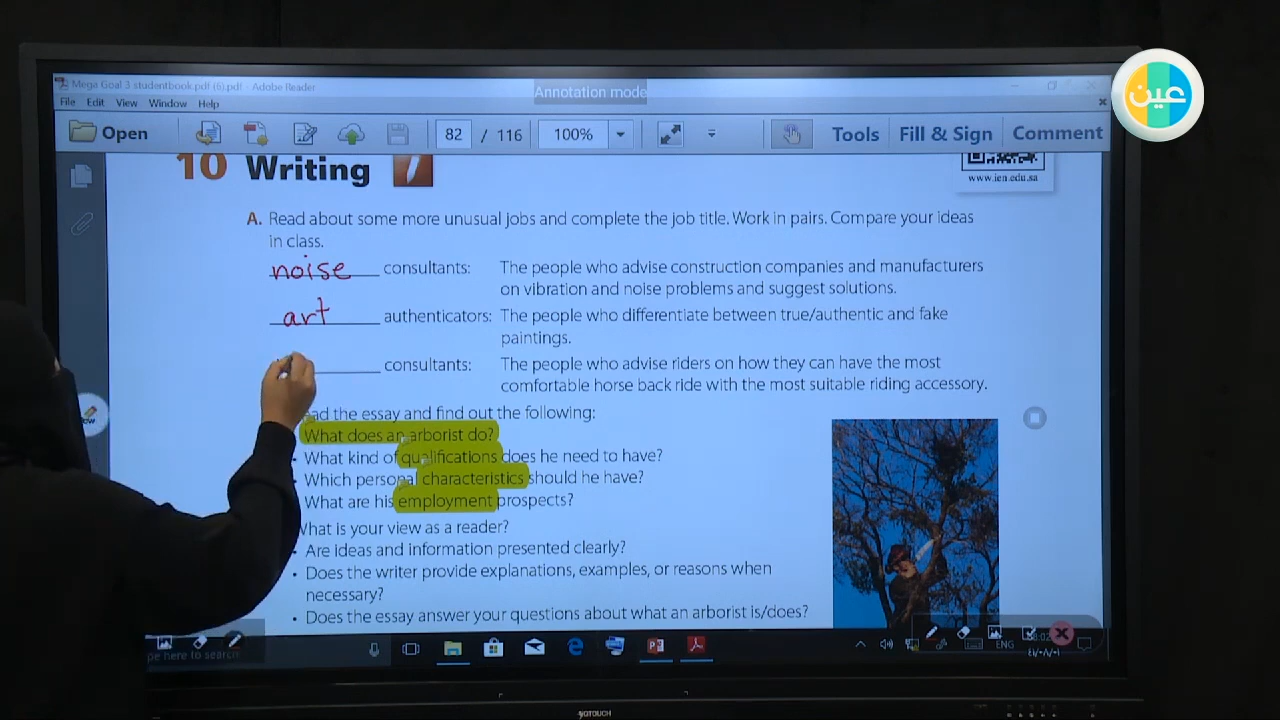 Mega Goal 3 studentbook.pdf (6).pdf - Adobe Reader
Annotation mode
عين
File Edit View Window Help
Open 82 / 116 100% Tools Fill & Sign Comment
10 Writing
www.ien.edu.sa
A. Read about some more unusual jobs and complete the job title. Work in pairs. Compare your ideas
in class.
noise consultants: The people who advise construction companies and manufacturers
on vibration and noise problems and suggest solutions.
art authenticators: The people who differentiate between true/authentic and fake
paintings.
consultants: The people who advise riders on how they can have the most
comfortable horse back ride with the most suitable riding accessory.
ad the essay and find out the following:
What does an arborist do?
• What kind of qualifications does he need to have?
• Which personal characteristics should he have?
• What are his employment prospects?
What is your view as a reader?
• Are ideas and information presented clearly?
• Does the writer provide explanations, examples, or reasons when
necessary?
• Does the essay answer your questions about what an arborist is/does?
pe here to search
ENG
YOTOUCH